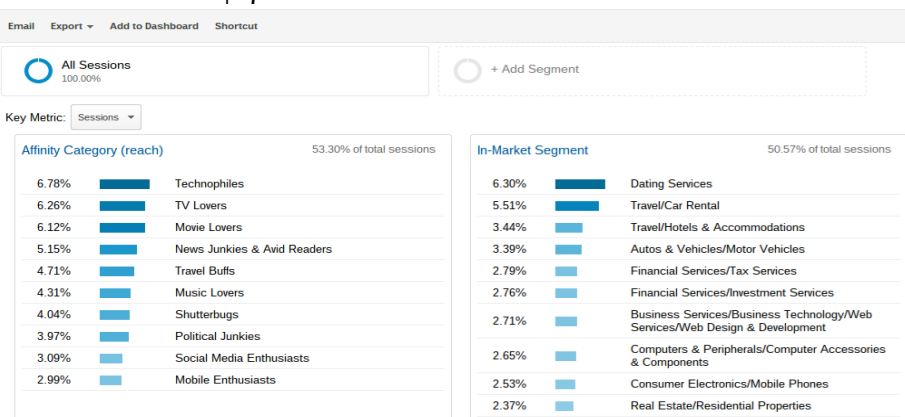 Email Export Add to Dashboard Shortcut
All Sessions
100.00%
+ Add Segment
Key Metric: Sessions
Affinity Category (reach) 53.30% of total sessions
6.78% Technophiles
6.26% TV Lovers
6.12% Movie Lovers
5.15% News Junkies & Avid Readers
4.71% Travel Buffs
4.31% Music Lovers
4.04% Shutterbugs
3.97% Political Junkies
3.09% Social Media Enthusiasts
2.99% Mobile Enthusiasts
In-Market Segment 50.57% of total sessions
6.30% Dating Services
5.51% Travel/Car Rental
3.44% Travel/Hotels & Accommodations
3.39% Autos & Vehicles/Motor Vehicles
2.79% Financial Services/Tax Services
2.76% Financial Services/Investment Services
2.71% Business Services/Business Technology/Web
Services/Web Design & Development
2.65% Computers & Peripherals/Computer Accessories
& Components
2.53% Consumer Electronics/Mobile Phones
2.37% Real Estate/Residential Properties